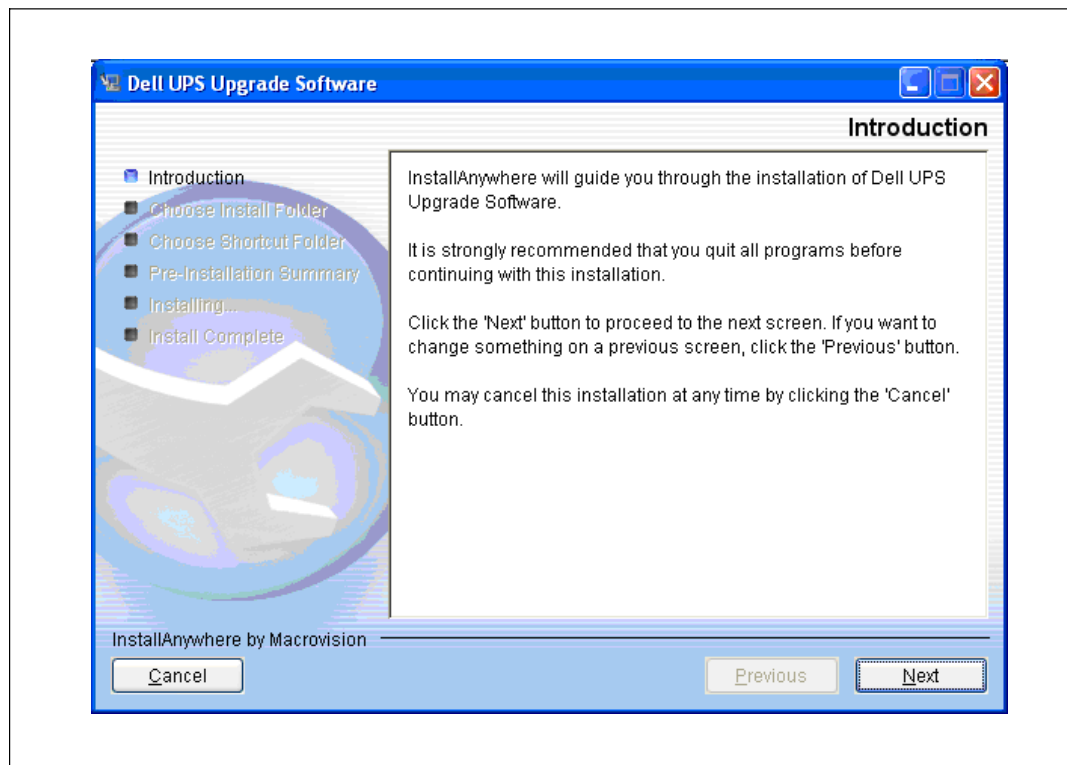 Dell UPS Upgrade Software
Introduction
Introduction
Choose Install Folder
Choose Shortcut Folder
Pre-Installation Summary
Installing...
Install Complete
InstallAnywhere will guide you through the installation of Dell UPS
Upgrade Software.
It is strongly recommended that you quit all programs before
continuing with this installation.
Click the 'Next' button to proceed to the next screen. If you want to
change something on a previous screen, click the 'Previous' button.
You may cancel this installation at any time by clicking the 'Cancel'
button.
InstallAnywhere by Macrovision
Cancel
Previous
Next